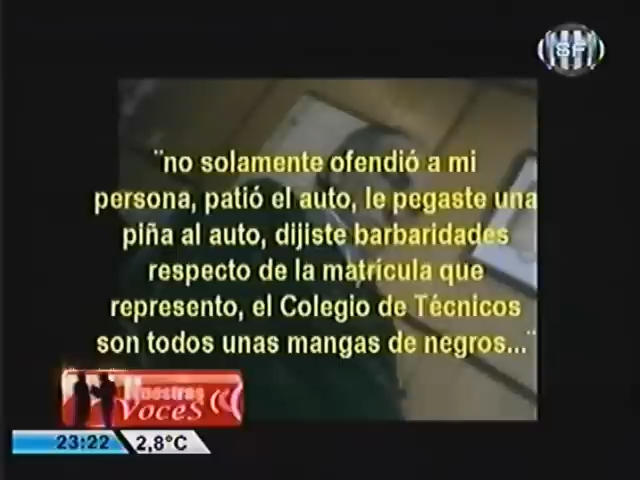 SF
¨no solamente ofendió a mi
persona, patió el auto, le pegaste una
piña al auto, dijiste barbaridades
respecto de la matrícula que
represento, el Colegio de Técnicos
son todos unas mangas de negros...¨
Nuestras
Voces
23:22 2,8°C